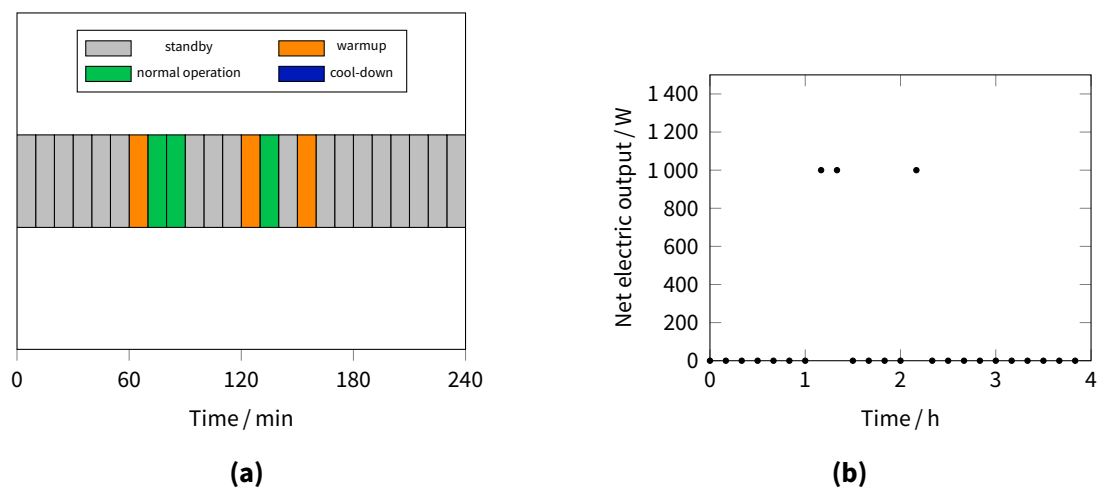 standby
warmup
normal operation
cool-down
0
60
120
180
240
Time / min
(a)
Net electric output / W
1 400
1 200
1 000
800
600
400
200
0
0
1
2
3
4
Time / h
(b)